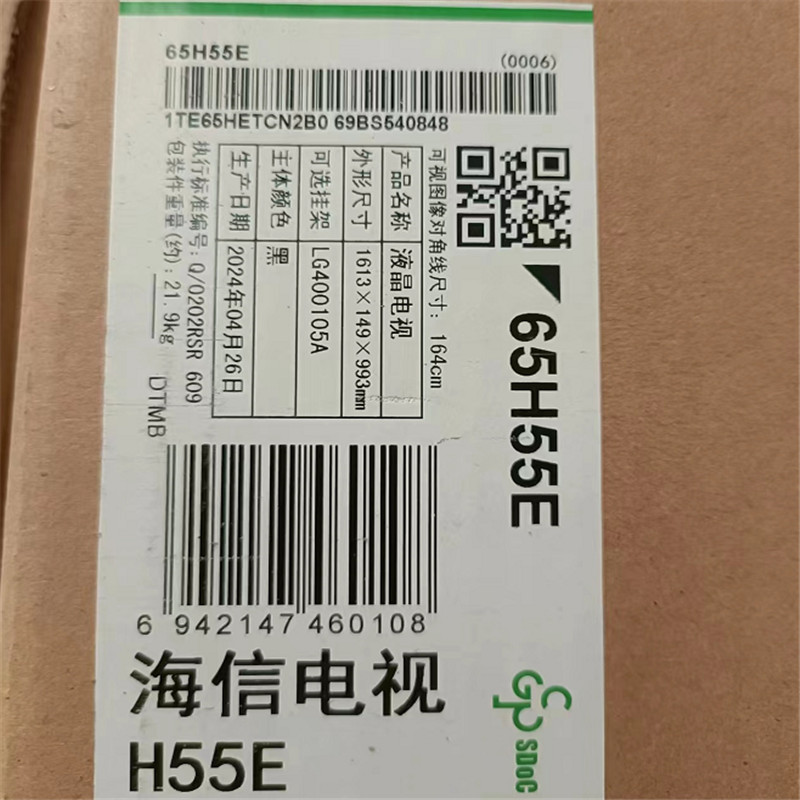 65H55E
(0006)
1TE65HETCN2B0 69BS540848
65H55E
可视图像对角线尺寸: 164cm
产品名称 液晶电视
外形尺寸 1613×149×993mm
可选挂架 LG400105A
主体颜色 黑
生产日期 2024年04月26日
执行标准编号: Q/0202RSR 609
包装件重量(约): 21.9kg DTMB
6 942147 460108
海信电视
H55E
SDoC